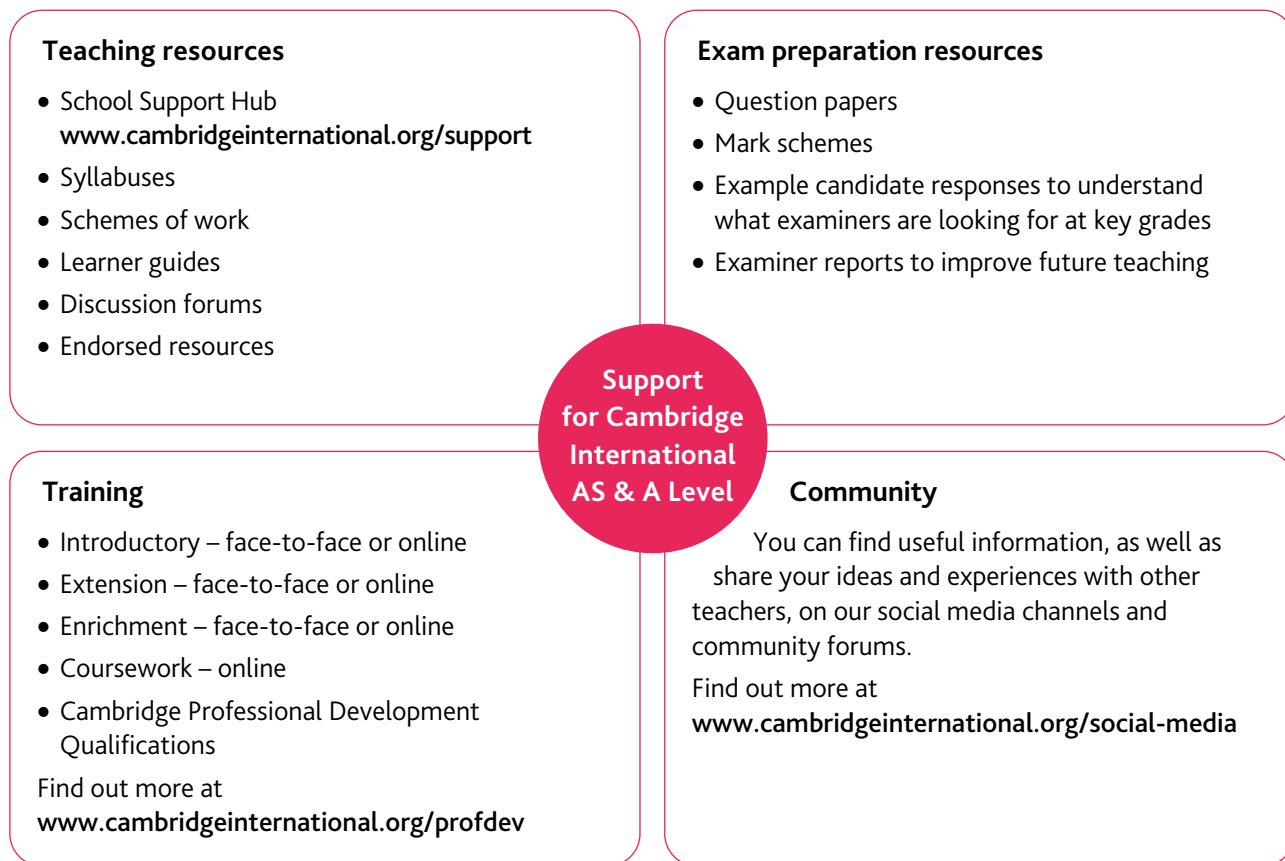 Teaching resources
• School Support Hub
www.cambridgeinternational.org/support
• Syllabuses
• Schemes of work
• Learner guides
• Discussion forums
• Endorsed resources
Exam preparation resources
• Question papers
• Mark schemes
• Example candidate responses to understand
what examiners are looking for at key grades
• Examiner reports to improve future teaching
Support
for Cambridge
International
AS & A Level
Training
• Introductory – face-to-face or online
• Extension – face-to-face or online
• Enrichment – face-to-face or online
• Coursework – online
• Cambridge Professional Development
Qualifications
Find out more at
www.cambridgeinternational.org/profdev
Community
You can find useful information, as well as
share your ideas and experiences with other
teachers, on our social media channels and
community forums.
Find out more at
www.cambridgeinternational.org/social-media